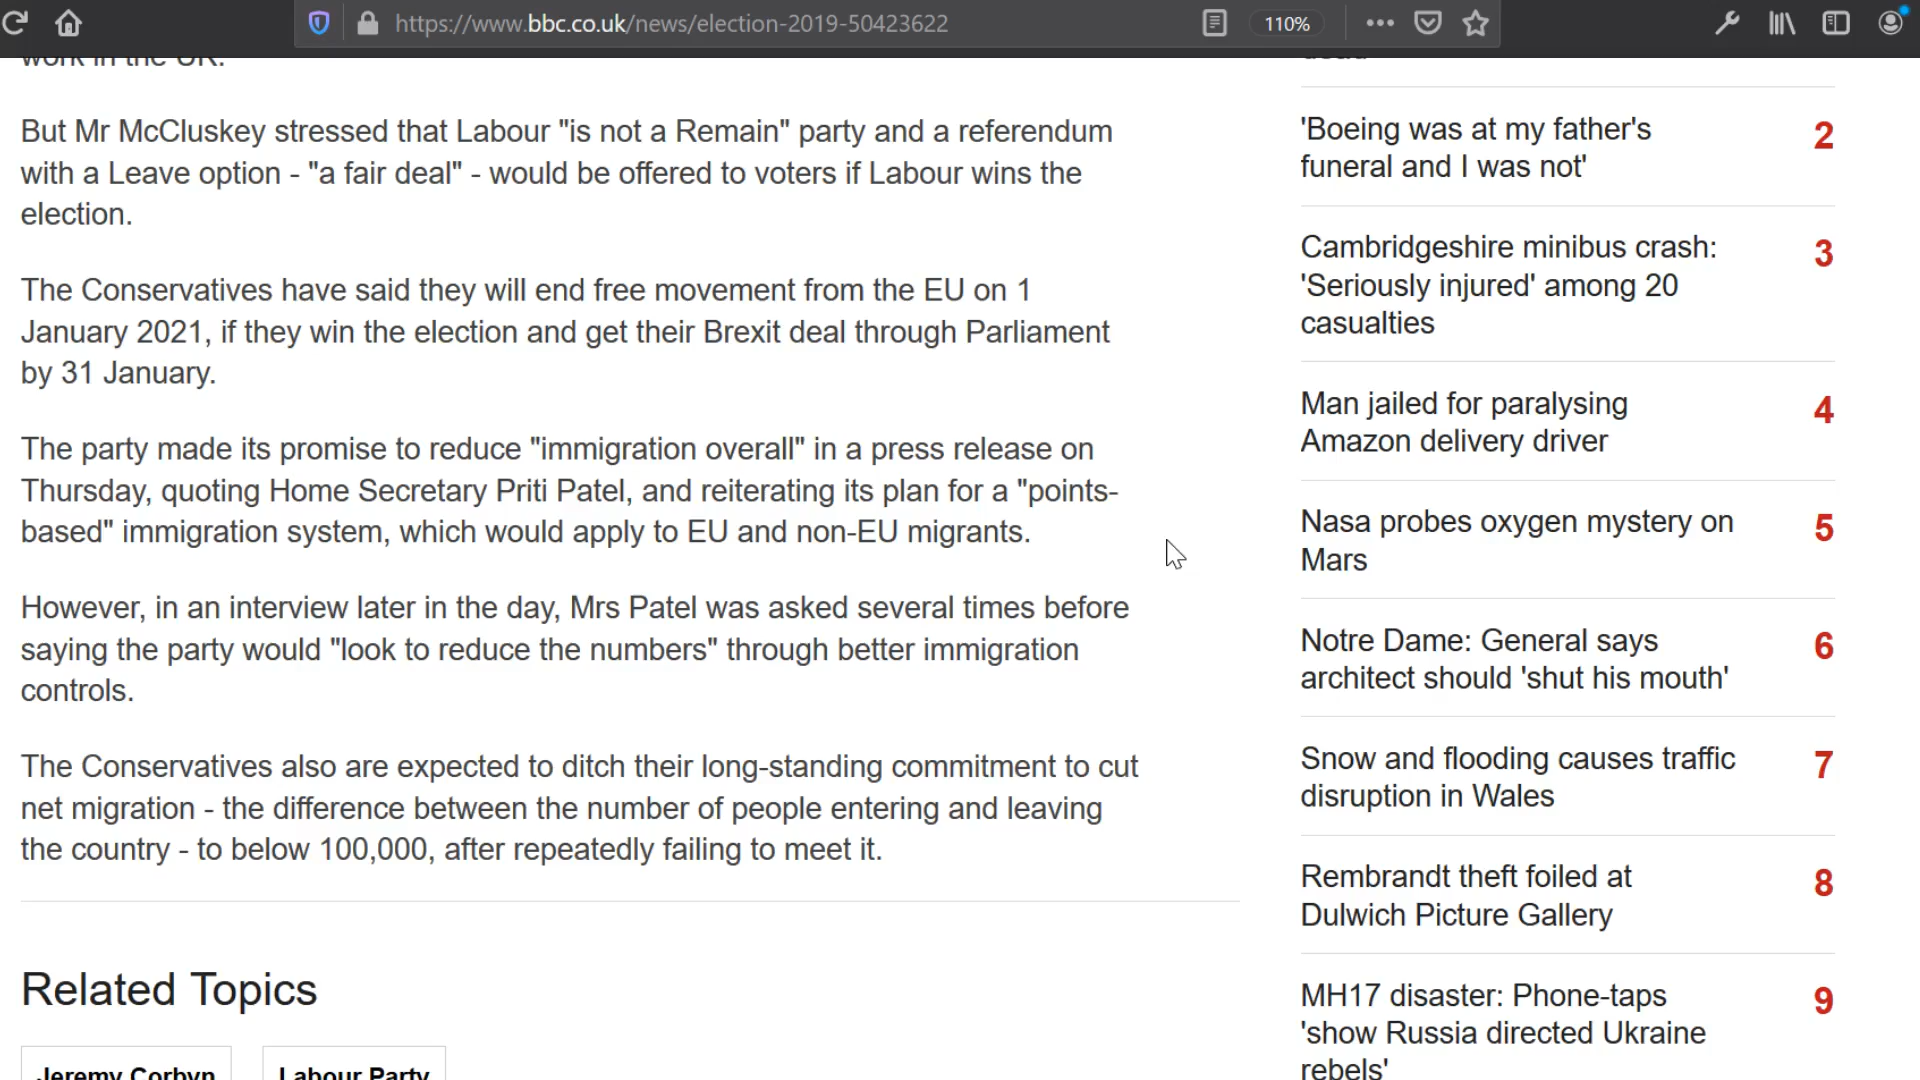 https://www.bbc.co.uk/news/election-2019-50423622
110%
work in the UK.
But Mr McCluskey stressed that Labour "is not a Remain" party and a referendum
with a Leave option - "a fair deal" - would be offered to voters if Labour wins the
election.
The Conservatives have said they will end free movement from the EU on 1
January 2021, if they win the election and get their Brexit deal through Parliament
by 31 January.
The party made its promise to reduce "immigration overall" in a press release on
Thursday, quoting Home Secretary Priti Patel, and reiterating its plan for a "points-
based" immigration system, which would apply to EU and non-EU migrants.
However, in an interview later in the day, Mrs Patel was asked several times before
saying the party would "look to reduce the numbers" through better immigration
controls.
The Conservatives also are expected to ditch their long-standing commitment to cut
net migration - the difference between the number of people entering and leaving
the country - to below 100,000, after repeatedly failing to meet it.
Related Topics
Jeremy Corbyn
Labour Party
'Boeing was at my father's
funeral and I was not'
2
Cambridgeshire minibus crash:
'Seriously injured' among 20
casualties
3
Man jailed for paralysing
Amazon delivery driver
4
Nasa probes oxygen mystery on
Mars
5
Notre Dame: General says
architect should 'shut his mouth'
6
Snow and flooding causes traffic
disruption in Wales
7
Rembrandt theft foiled at
Dulwich Picture Gallery
8
MH17 disaster: Phone-taps
'show Russia directed Ukraine
rebels'
9